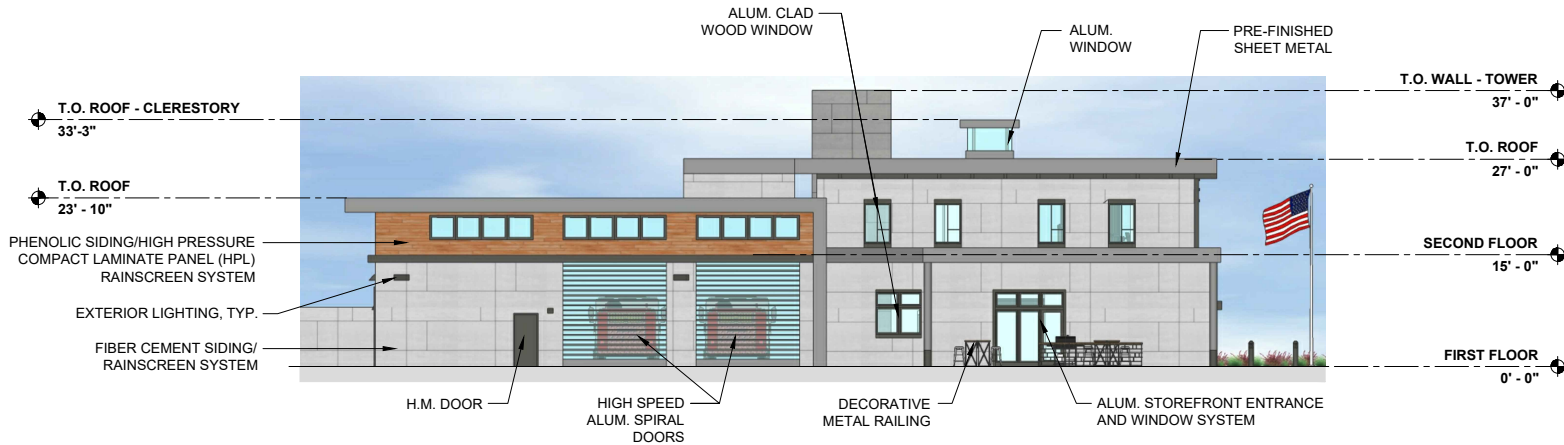 ALUM. CLAD
WOOD WINDOW
ALUM.
WINDOW
PRE-FINISHED
SHEET METAL
T.O. ROOF - CLERESTORY
33'-3"
T.O. WALL - TOWER
37' - 0"
T.O. ROOF
27' - 0"
T.O. ROOF
23' - 10"
PHENOLIC SIDING/HIGH PRESSURE
COMPACT LAMINATE PANEL (HPL)
RAINSCREEN SYSTEM
SECOND FLOOR
15' - 0"
EXTERIOR LIGHTING, TYP.
FIBER CEMENT SIDING/
RAINSCREEN SYSTEM
FIRST FLOOR
0' - 0"
H.M. DOOR
HIGH SPEED
ALUM. SPIRAL
DOORS
DECORATIVE
METAL RAILING
ALUM. STOREFRONT ENTRANCE
AND WINDOW SYSTEM